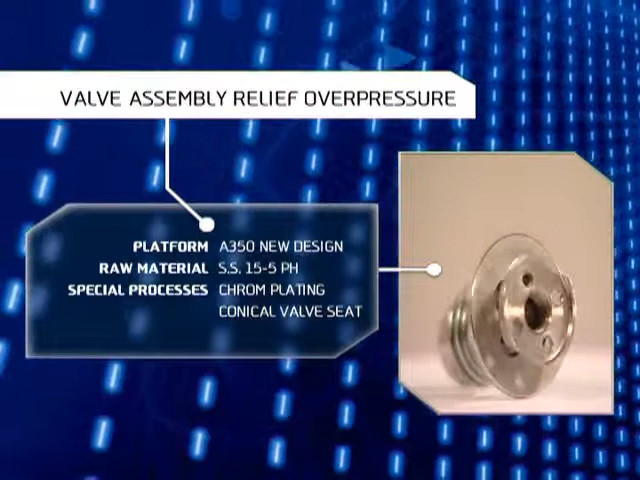 VALVE ASSEMBLY RELIEF OVERPRESSURE
PLATFORM A350 NEW DESIGN
RAW MATERIAL S.S. 15-5 PH
SPECIAL PROCESSES CHROM PLATING
CONICAL VALVE SEAT